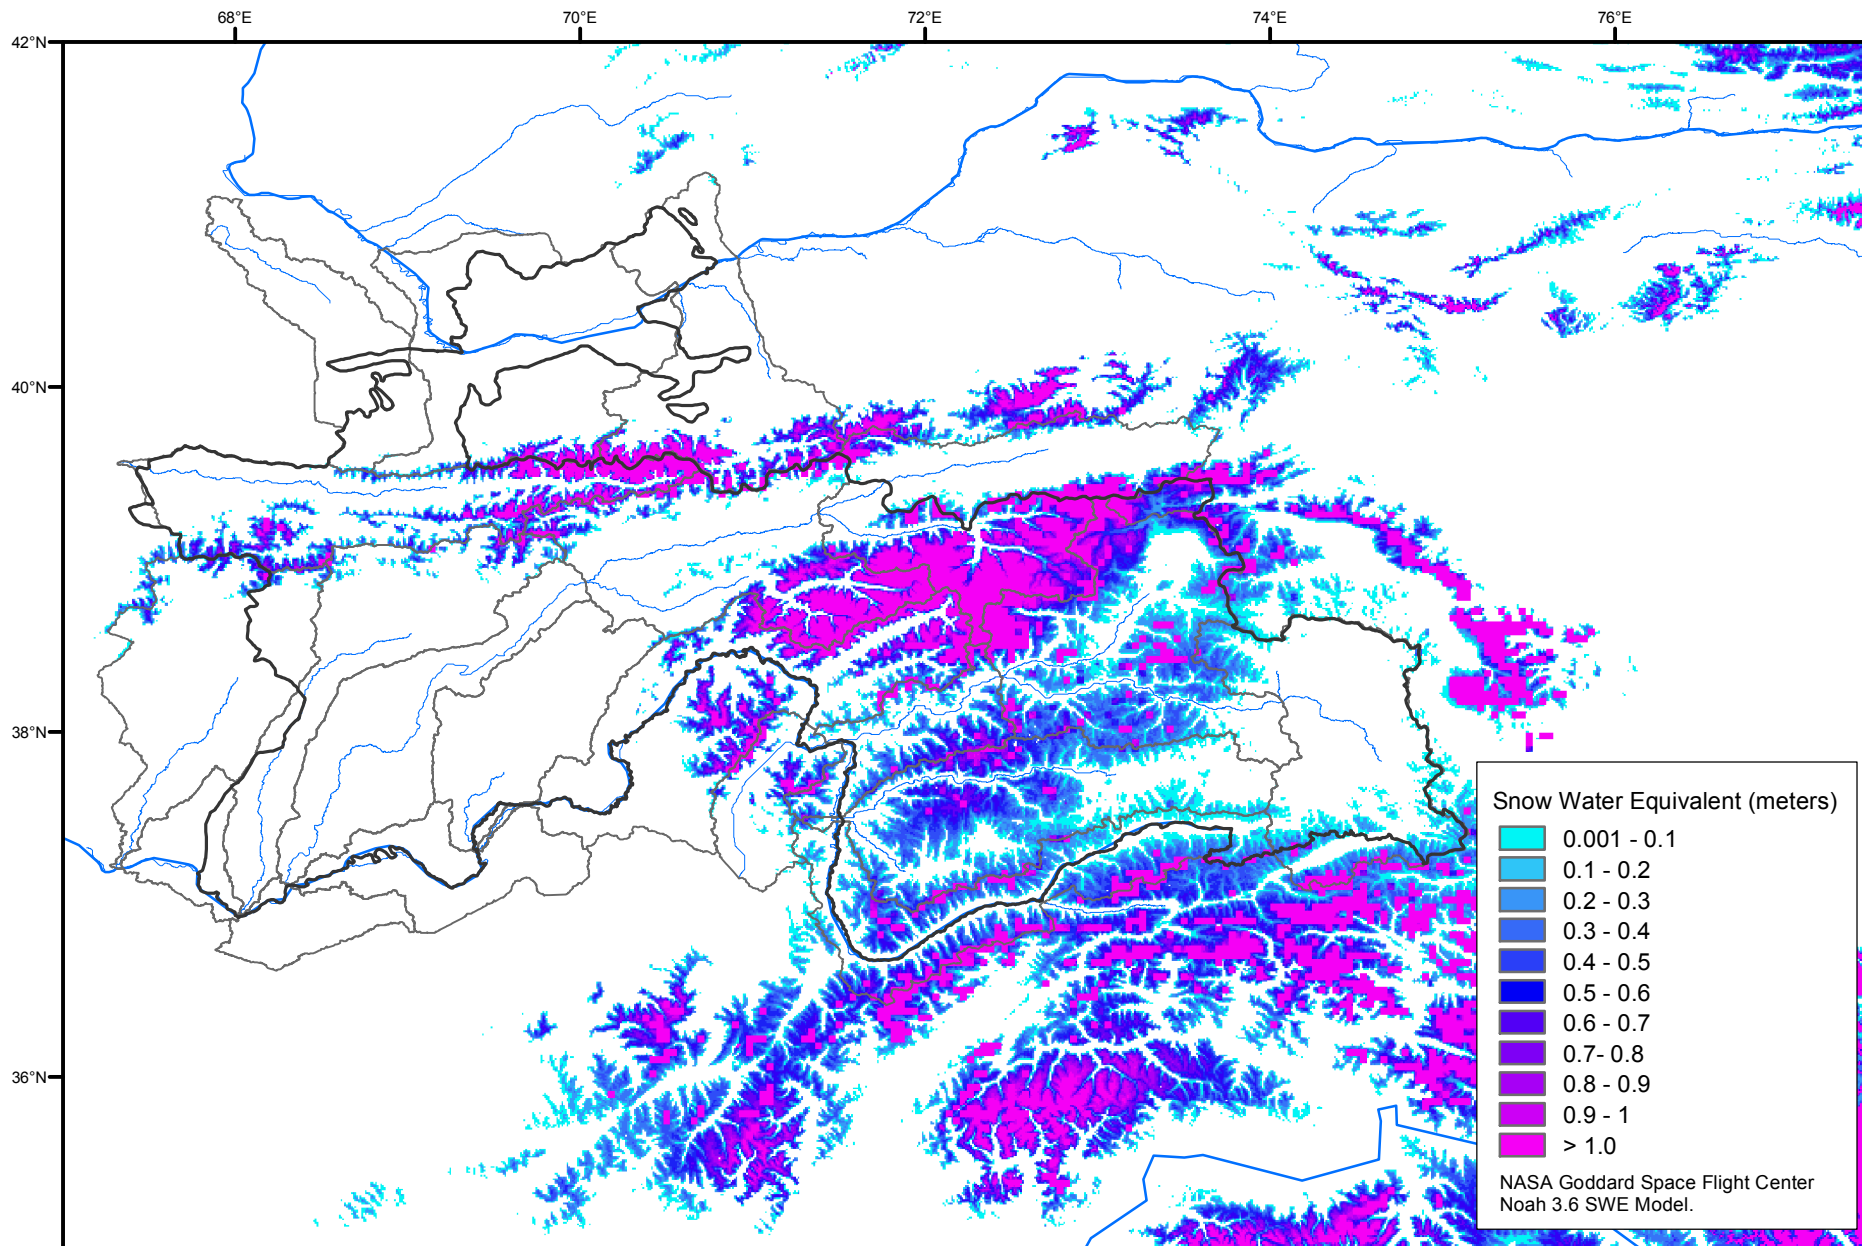 68°E
70°E
72°E
74°E
76°E
42°N
40°N
38°N
36°N
Snow Water Equivalent (meters)
0.001 - 0.1
0.1 - 0.2
0.2 - 0.3
0.3 - 0.4
0.4 - 0.5
0.5 - 0.6
0.6 - 0.7
0.7- 0.8
0.8 - 0.9
0.9 - 1
> 1.0
NASA Goddard Space Flight Center
Noah 3.6 SWE Model.